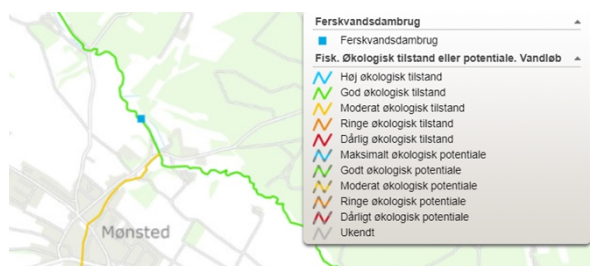 Ferskvandsdambrug
Ferskvandsdambrug
Fisk. Økologisk tilstand eller potentiale. Vandløb
Høj økologisk tilstand
God økologisk tilstand
Moderat økologisk tilstand
Ringe økologisk tilstand
Dårlig økologisk tilstand
Maksimalt økologisk potentiale
Godt økologisk potentiale
Moderat økologisk potentiale
Ringe økologisk potentiale
Dårligt økologisk potentiale
Ukendt
Mønsted